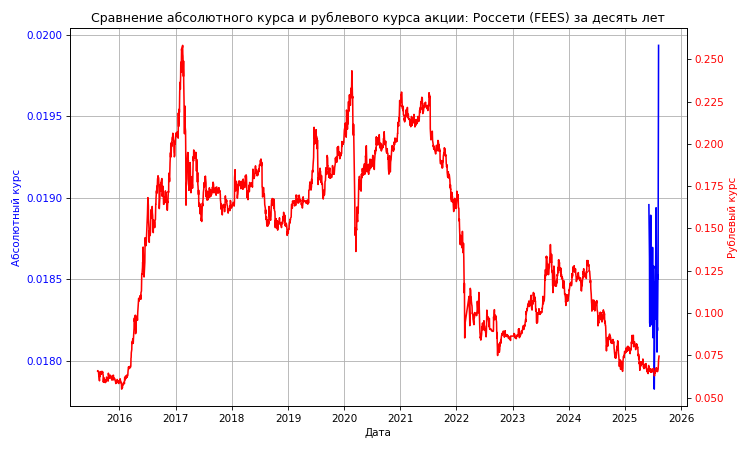 Сравнение абсолютного курса и рублевого курса акции: Россети (FEES) за десять лет
0.0200
0.0195
0.0190
0.0185
0.0180
Абсолютный курс
0.250
0.225
0.200
0.175
0.150
0.125
0.100
0.075
0.050
Рублевый курс
2016 2017 2018 2019 2020 2021 2022 2023 2024 2025 2026
Дата